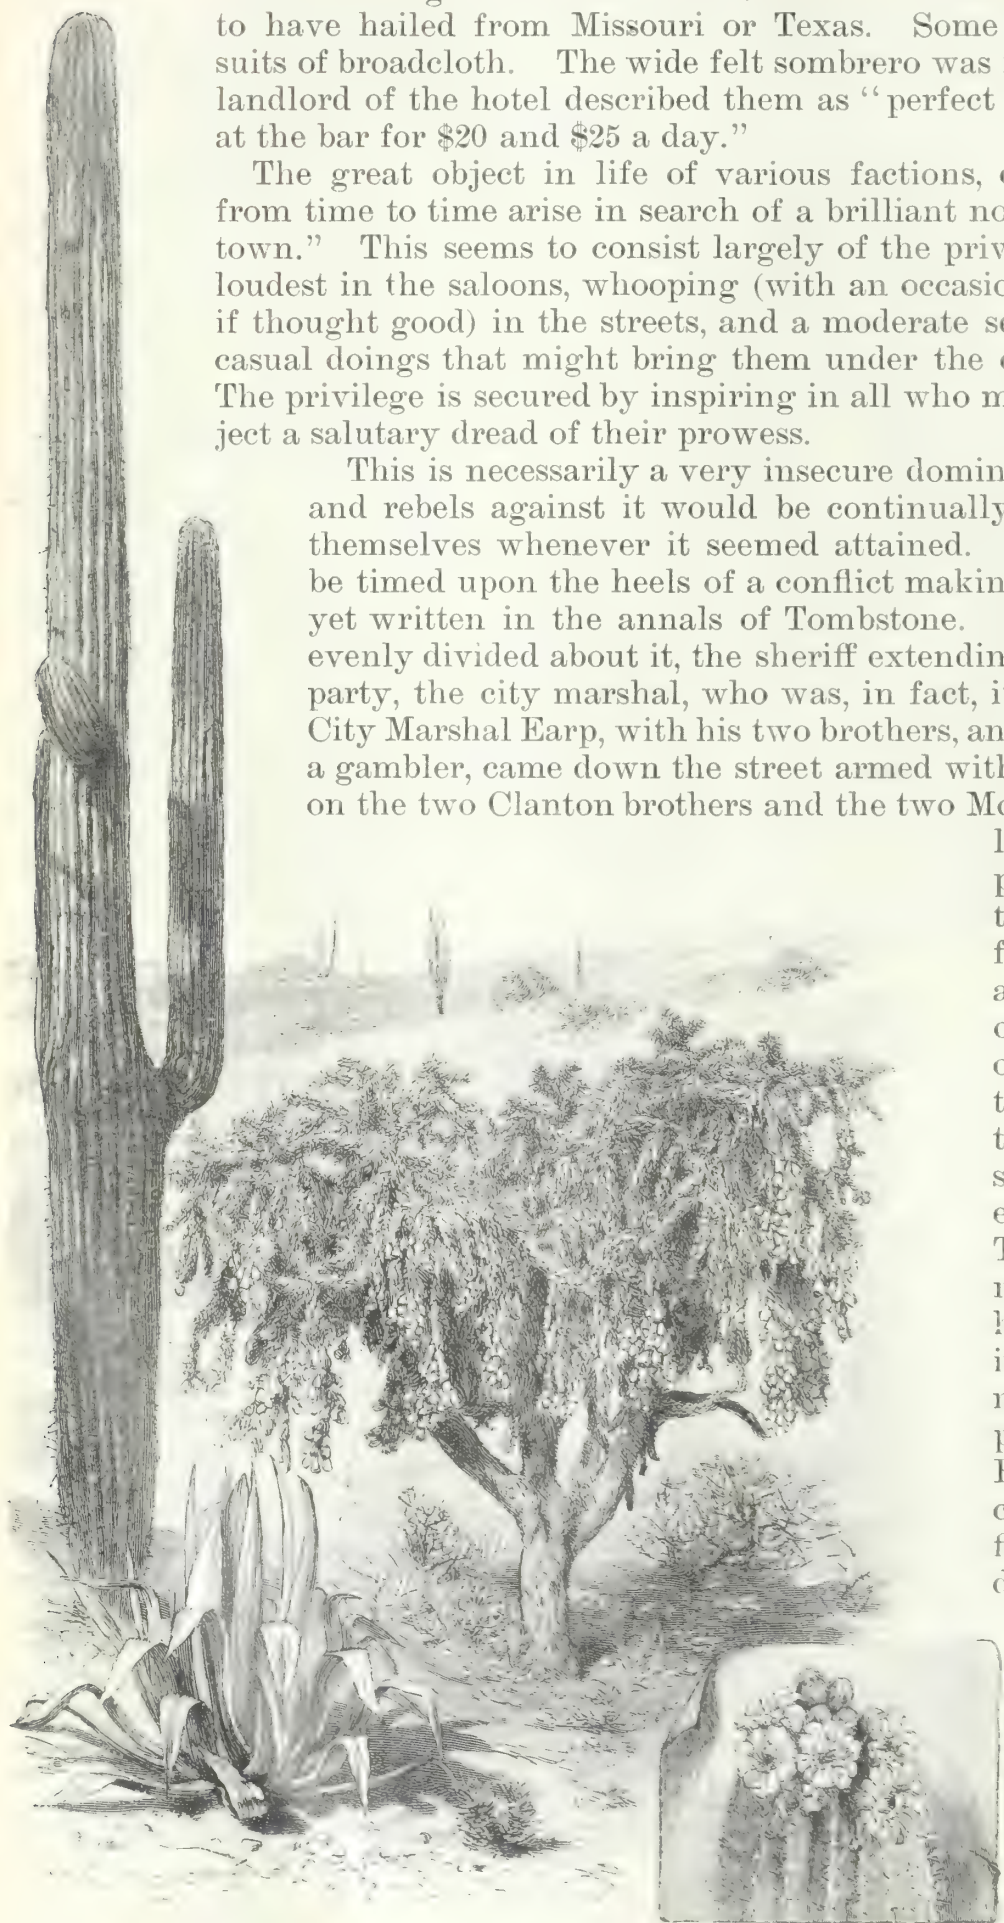 to have hailed from Missouri or Texas. Some
suits of broadcloth. The wide felt sombrero was
landlord of the hotel described them as “perfect
at the bar for $20 and $25 a day.”
The great object in life of various factions,
from time to time arise in search of a brilliant
town.” This seems to consist largely of the
loudest in the saloons, whooping (with an
if thought good) in the streets, and a moderate
casual doings that might bring them under the
The privilege is secured by inspiring in all who
ject a salutary dread of their prowess.
This is necessarily a very insecure
and rebels against it would be continually
themselves whenever it seemed attained.
be timed upon the heels of a conflict
yet written in the annals of Tombstone.
evenly divided about it, the sheriff
party, the city marshal, who was, in fact,
City Marshal Earp, with his two brothers,
a gambler, came down the street armed
on the two Clanton brothers and the two